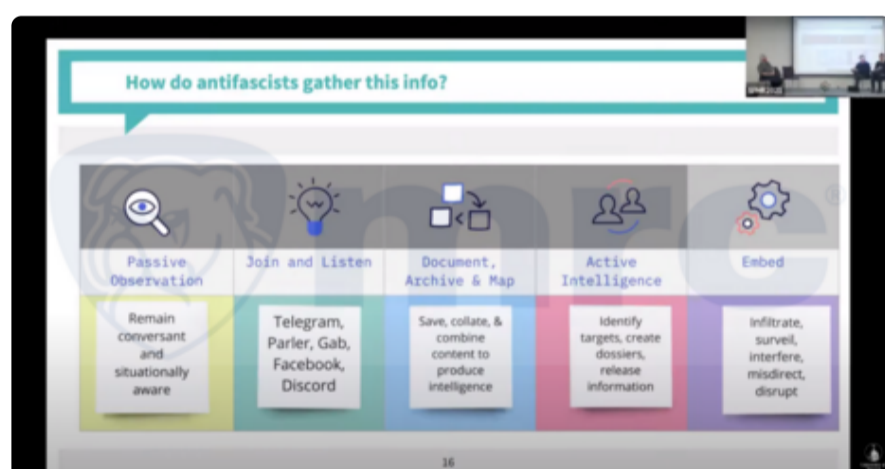 How do antifascists gather this info?
mrc
®
Passive
Observation
Join and Listen
Document,
Archive & Map
Active
Intelligence
Embed
Remain
conversant
and
situationally
aware
Telegram,
Parler, Gab,
Facebook,
Discord
Save, collate, &
combine
content to
produce
intelligence
Identify
targets, create
dossiers,
release
information
Infiltrate,
surveil,
interfere,
misdirect,
disrupt
16